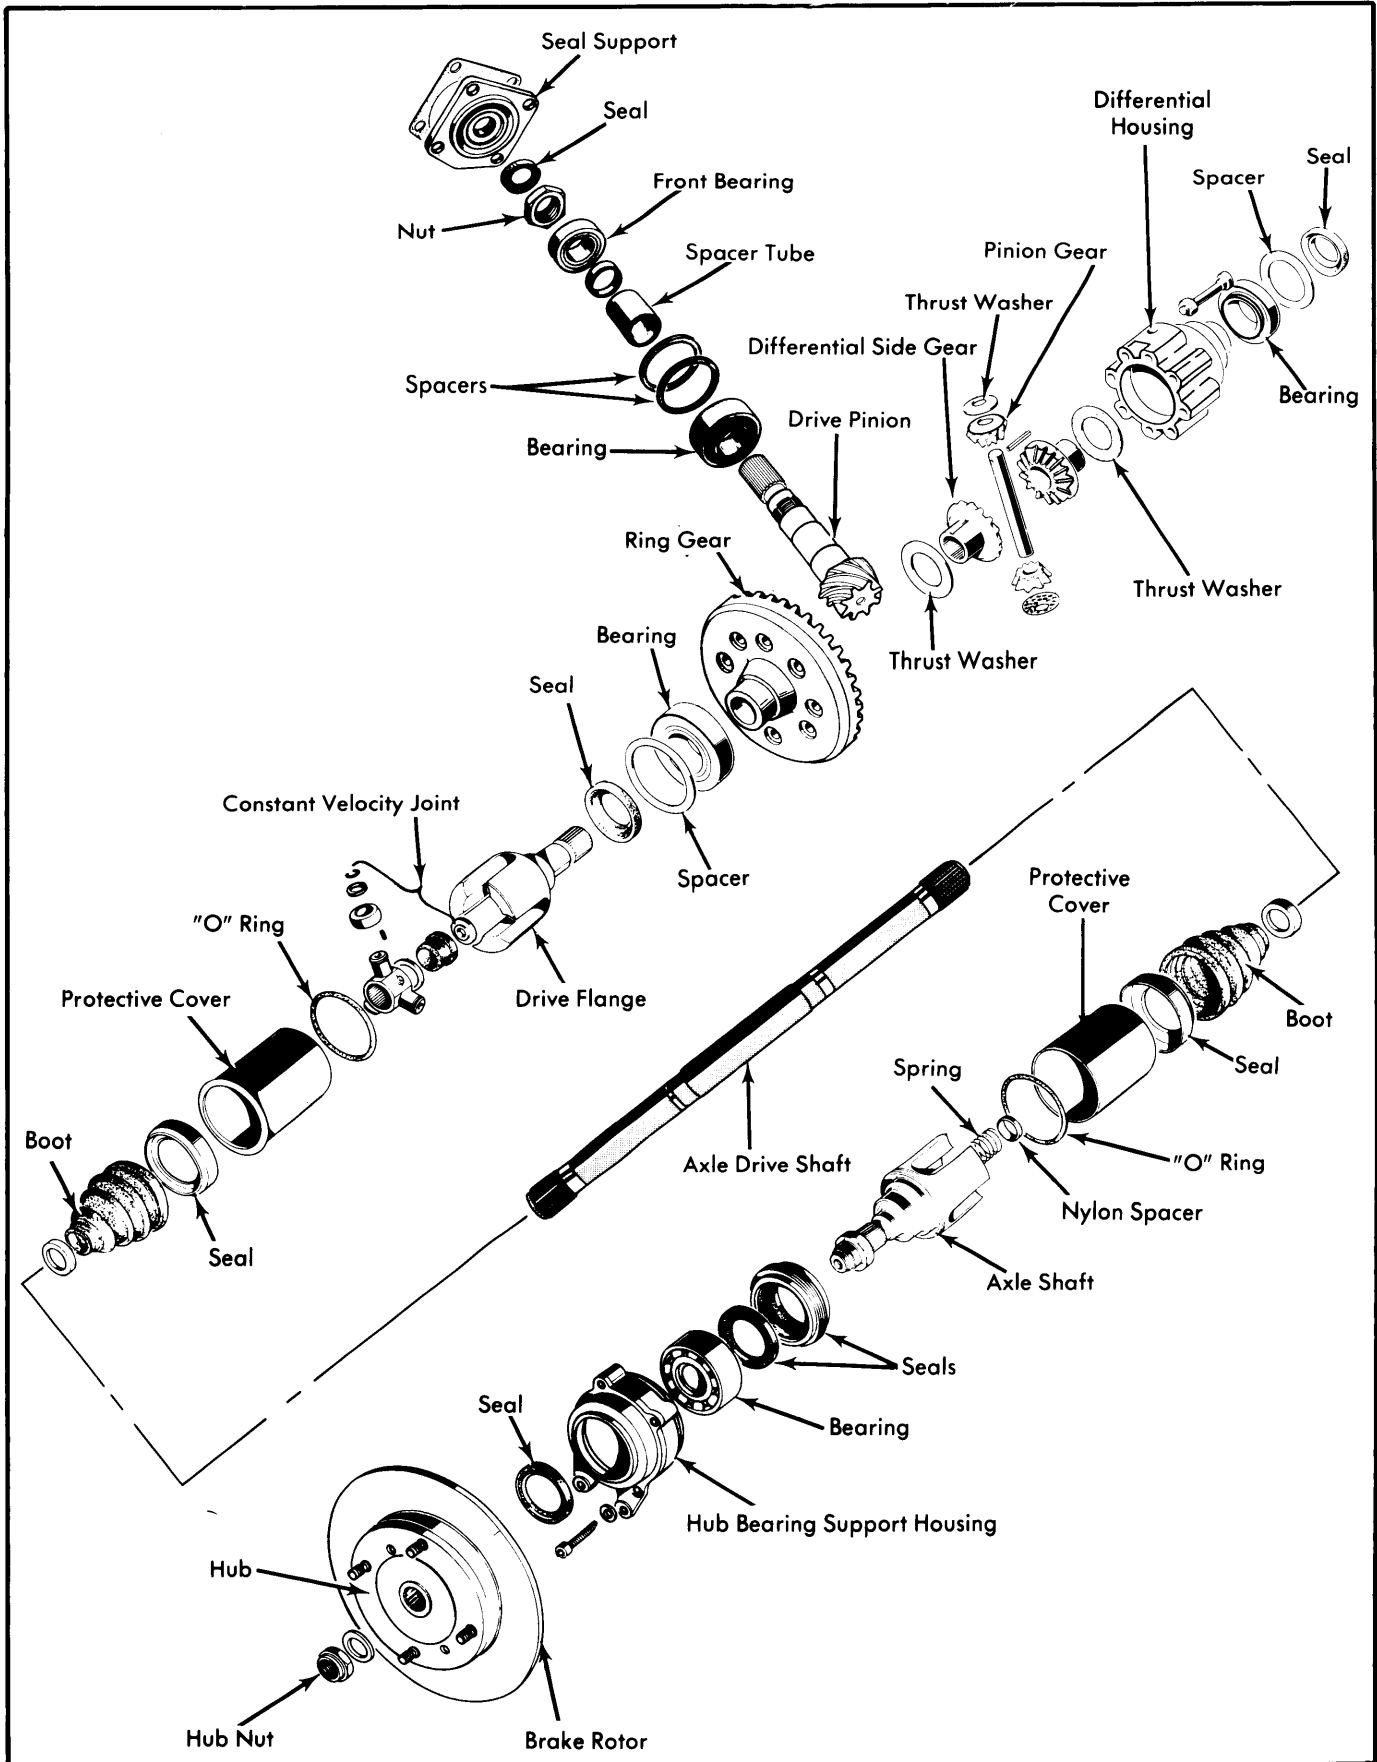 Seal Support
Seal
Differential
Housing
Seal
Spacer
Front Bearing
Nut
Spacer Tube
Pinion Gear
Thrust Washer
Differential Side Gear
Spacers
Bearing
Drive Pinion
Bearing
Ring Gear
Thrust Washer
Bearing
Thrust Washer
Seal
Constant Velocity Joint
Spacer
Protective
Cover
"O" Ring
Protective Cover
Drive Flange
Boot
Seal
Spring
Boot
Axle Drive Shaft
"O" Ring
Nylon Spacer
Seal
Axle Shaft
Seals
Seal
Bearing
Hub Bearing Support Housing
Hub
Hub Nut
Brake Rotor